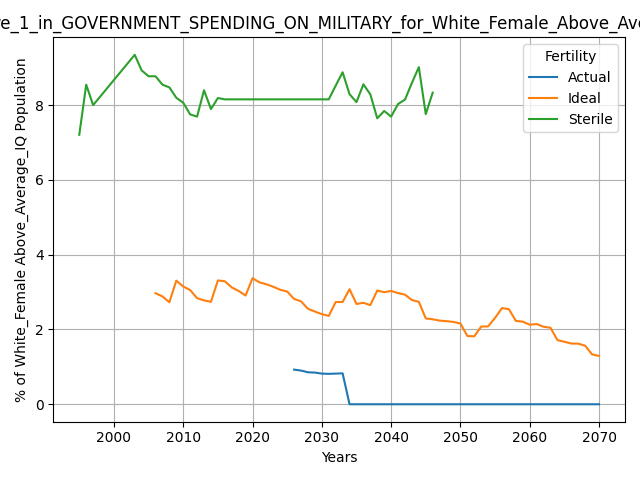 re_1_in_GOVERNMENT_SPENDING_ON_MILITARY_for_White_Female_Above_Ave
Fertility
Actual
Ideal
Sterile
% of White_Female Above_Average_IQ Population
8
6
4
2
0
2000 2010 2020 2030 2040 2050 2060 2070
Years